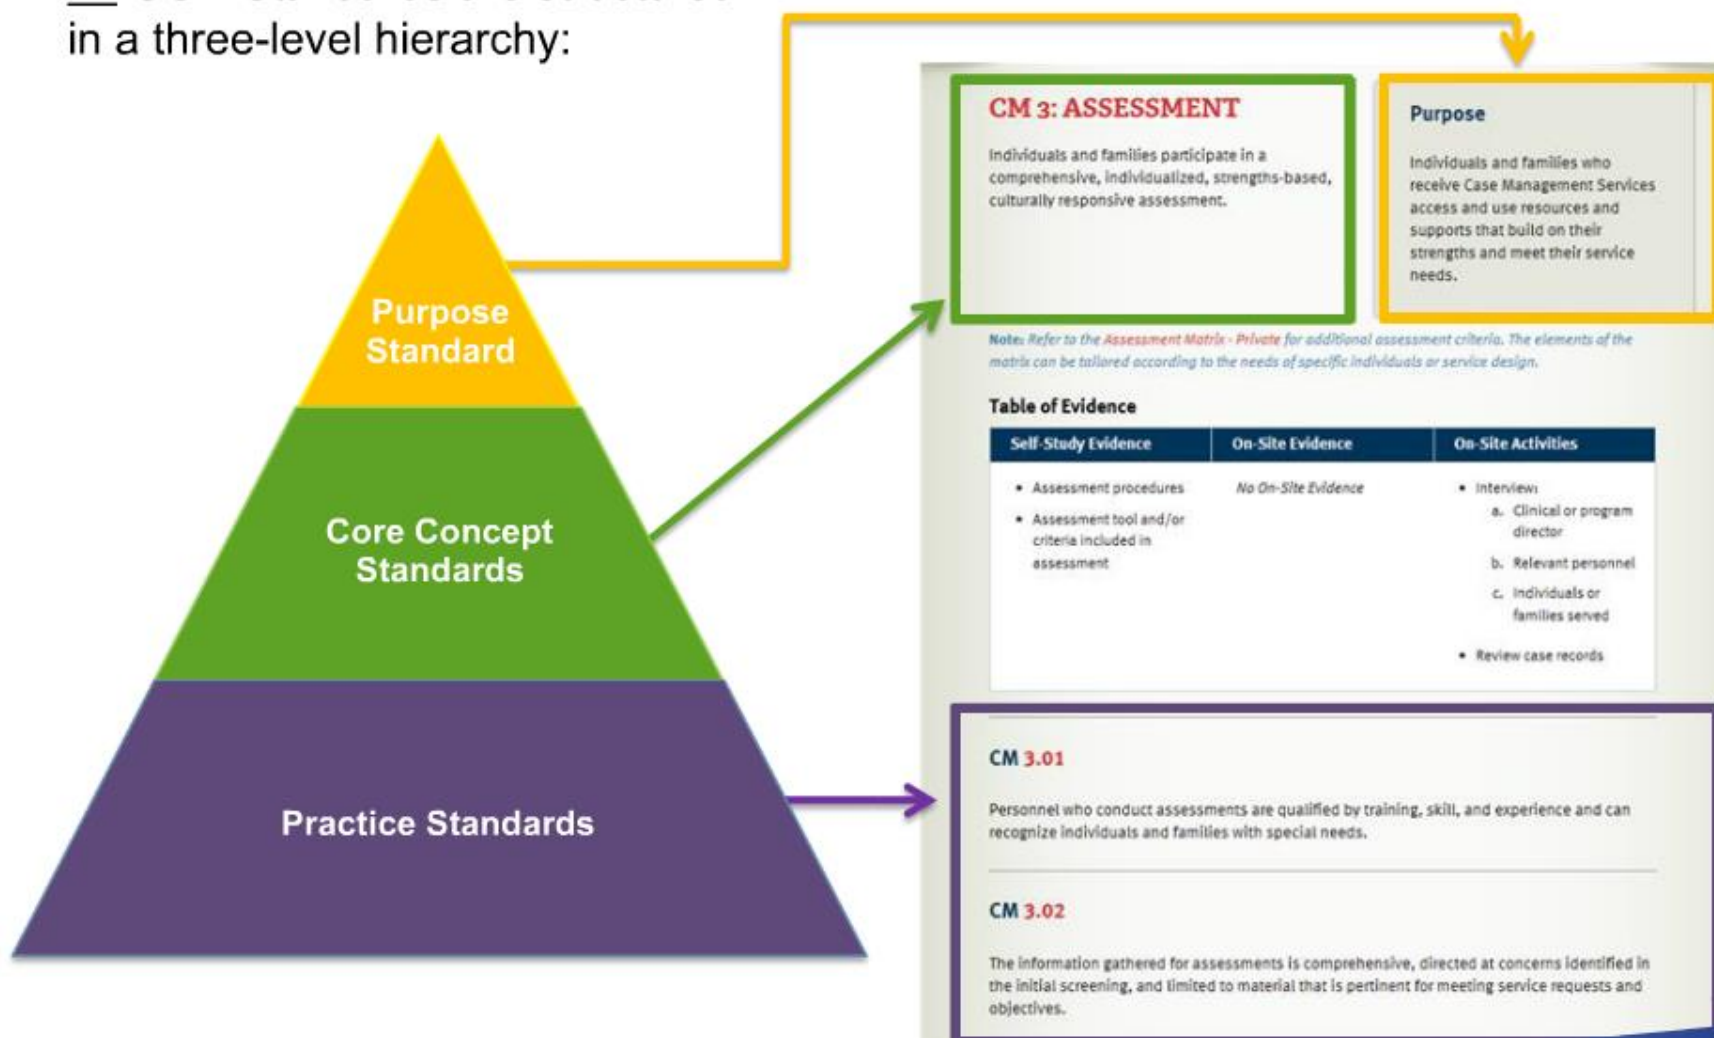 in a three-level hierarchy:
Purpose
Standard
Core Concept
Standards
Practice Standards
CM 3: ASSESSMENT
Individuals and families participate in a
comprehensive, individualized, strengths-based,
culturally responsive assessment.
Purpose
Individuals and families who
receive Case Management Services
access and use resources and
supports that build on their
strengths and meet their service
needs.
Note: Refer to the Assessment Matrix - Private for additional assessment criteria. The elements of the
matrix can be tailored according to the needs of specific individuals or service design.
Table of Evidence
Self-Study Evidence
On-Site Evidence
On-Site Activities
• Assessment procedures
• Assessment tool and/or
criteria included in
assessment
No On-Site Evidence
• Interview:
a. Clinical or program
director
b. Relevant personnel
c. Individuals or
families served
• Review case records
CM 3.01
Personnel who conduct assessments are qualified by training, skill, and experience and can
recognize individuals and families with special needs.
CM 3.02
The information gathered for assessments is comprehensive, directed at concerns identified in
the initial screening, and limited to material that is pertinent for meeting service requests and
objectives.